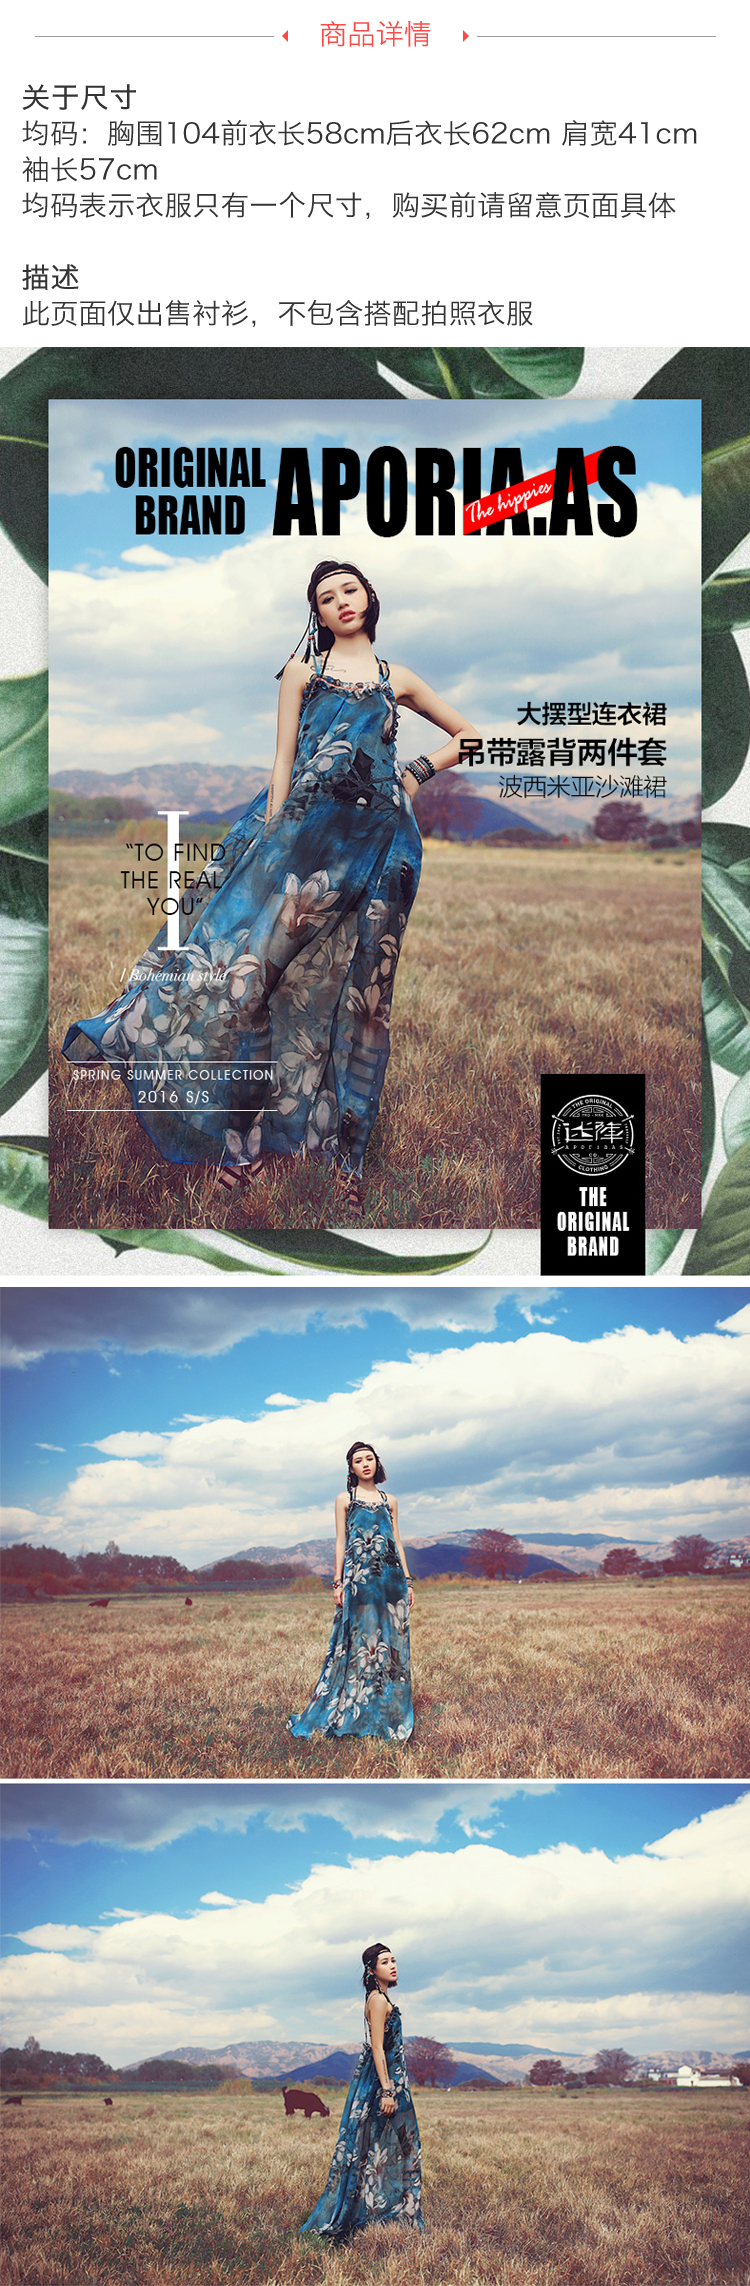 商品详情
关于尺寸
均码：胸围104前衣长58cm后衣长62cm 肩宽41cm
袖长57cm
均码表示衣服只有一个尺寸，购买前请留意页面具体
描述
此页面仅出售衬衫，不包含搭配拍照衣服
ORIGINAL
BRAND
APORIA.AS
The hippies
大摆型连衣裙
吊带露背两件套
波西米亚沙滩裙
I
“TO FIND
THE REAL
YOU“
\ / Bohemian style
SPRING SUMMER COLLECTION
2016 S/S
THE ORIGINAL
迷陣
APORIA.AS
CO.
CLOTHING
THE
ORIGINAL
BRAND